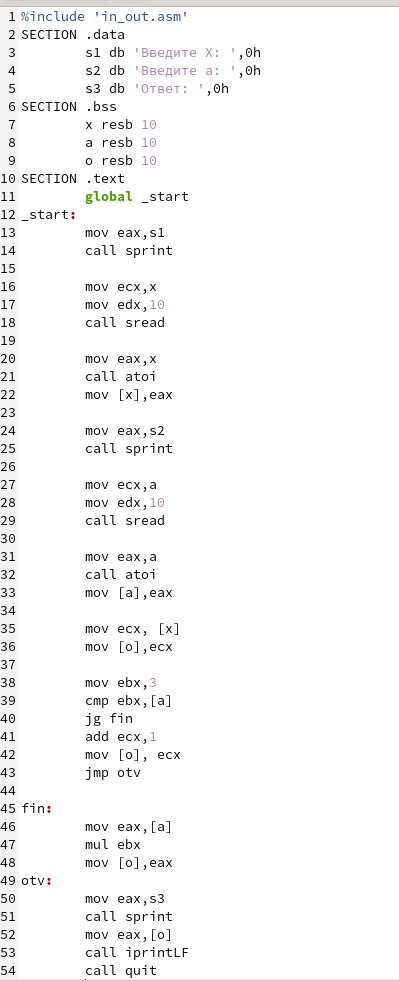 1 %include 'in_out.asm'
2 SECTION .data
3 s1 db 'Введите X: ',0h
4 s2 db 'Введите a: ',0h
5 s3 db 'Ответ: ',0h
6 SECTION .bss
7 x resb 10
8 a resb 10
9 o resb 10
10 SECTION .text
11 global _start
12 _start:
13 mov eax,s1
14 call sprint
15
16 mov ecx,x
17 mov edx,10
18 call sread
19
20 mov eax,x
21 call atoi
22 mov [x],eax
23
24 mov eax,s2
25 call sprint
26
27 mov ecx,a
28 mov edx,10
29 call sread
30
31 mov eax,a
32 call atoi
33 mov [a],eax
34
35 mov ecx, [x]
36 mov [o],ecx
37
38 mov ebx,3
39 cmp ebx,[a]
40 jg fin
41 add ecx,1
42 mov [o], ecx
43 jmp otv
44
45 fin:
46 mov eax,[a]
47 mul ebx
48 mov [o],eax
49 otv:
50 mov eax,s3
51 call sprint
52 mov eax,[o]
53 call iprintLF
54 call quit